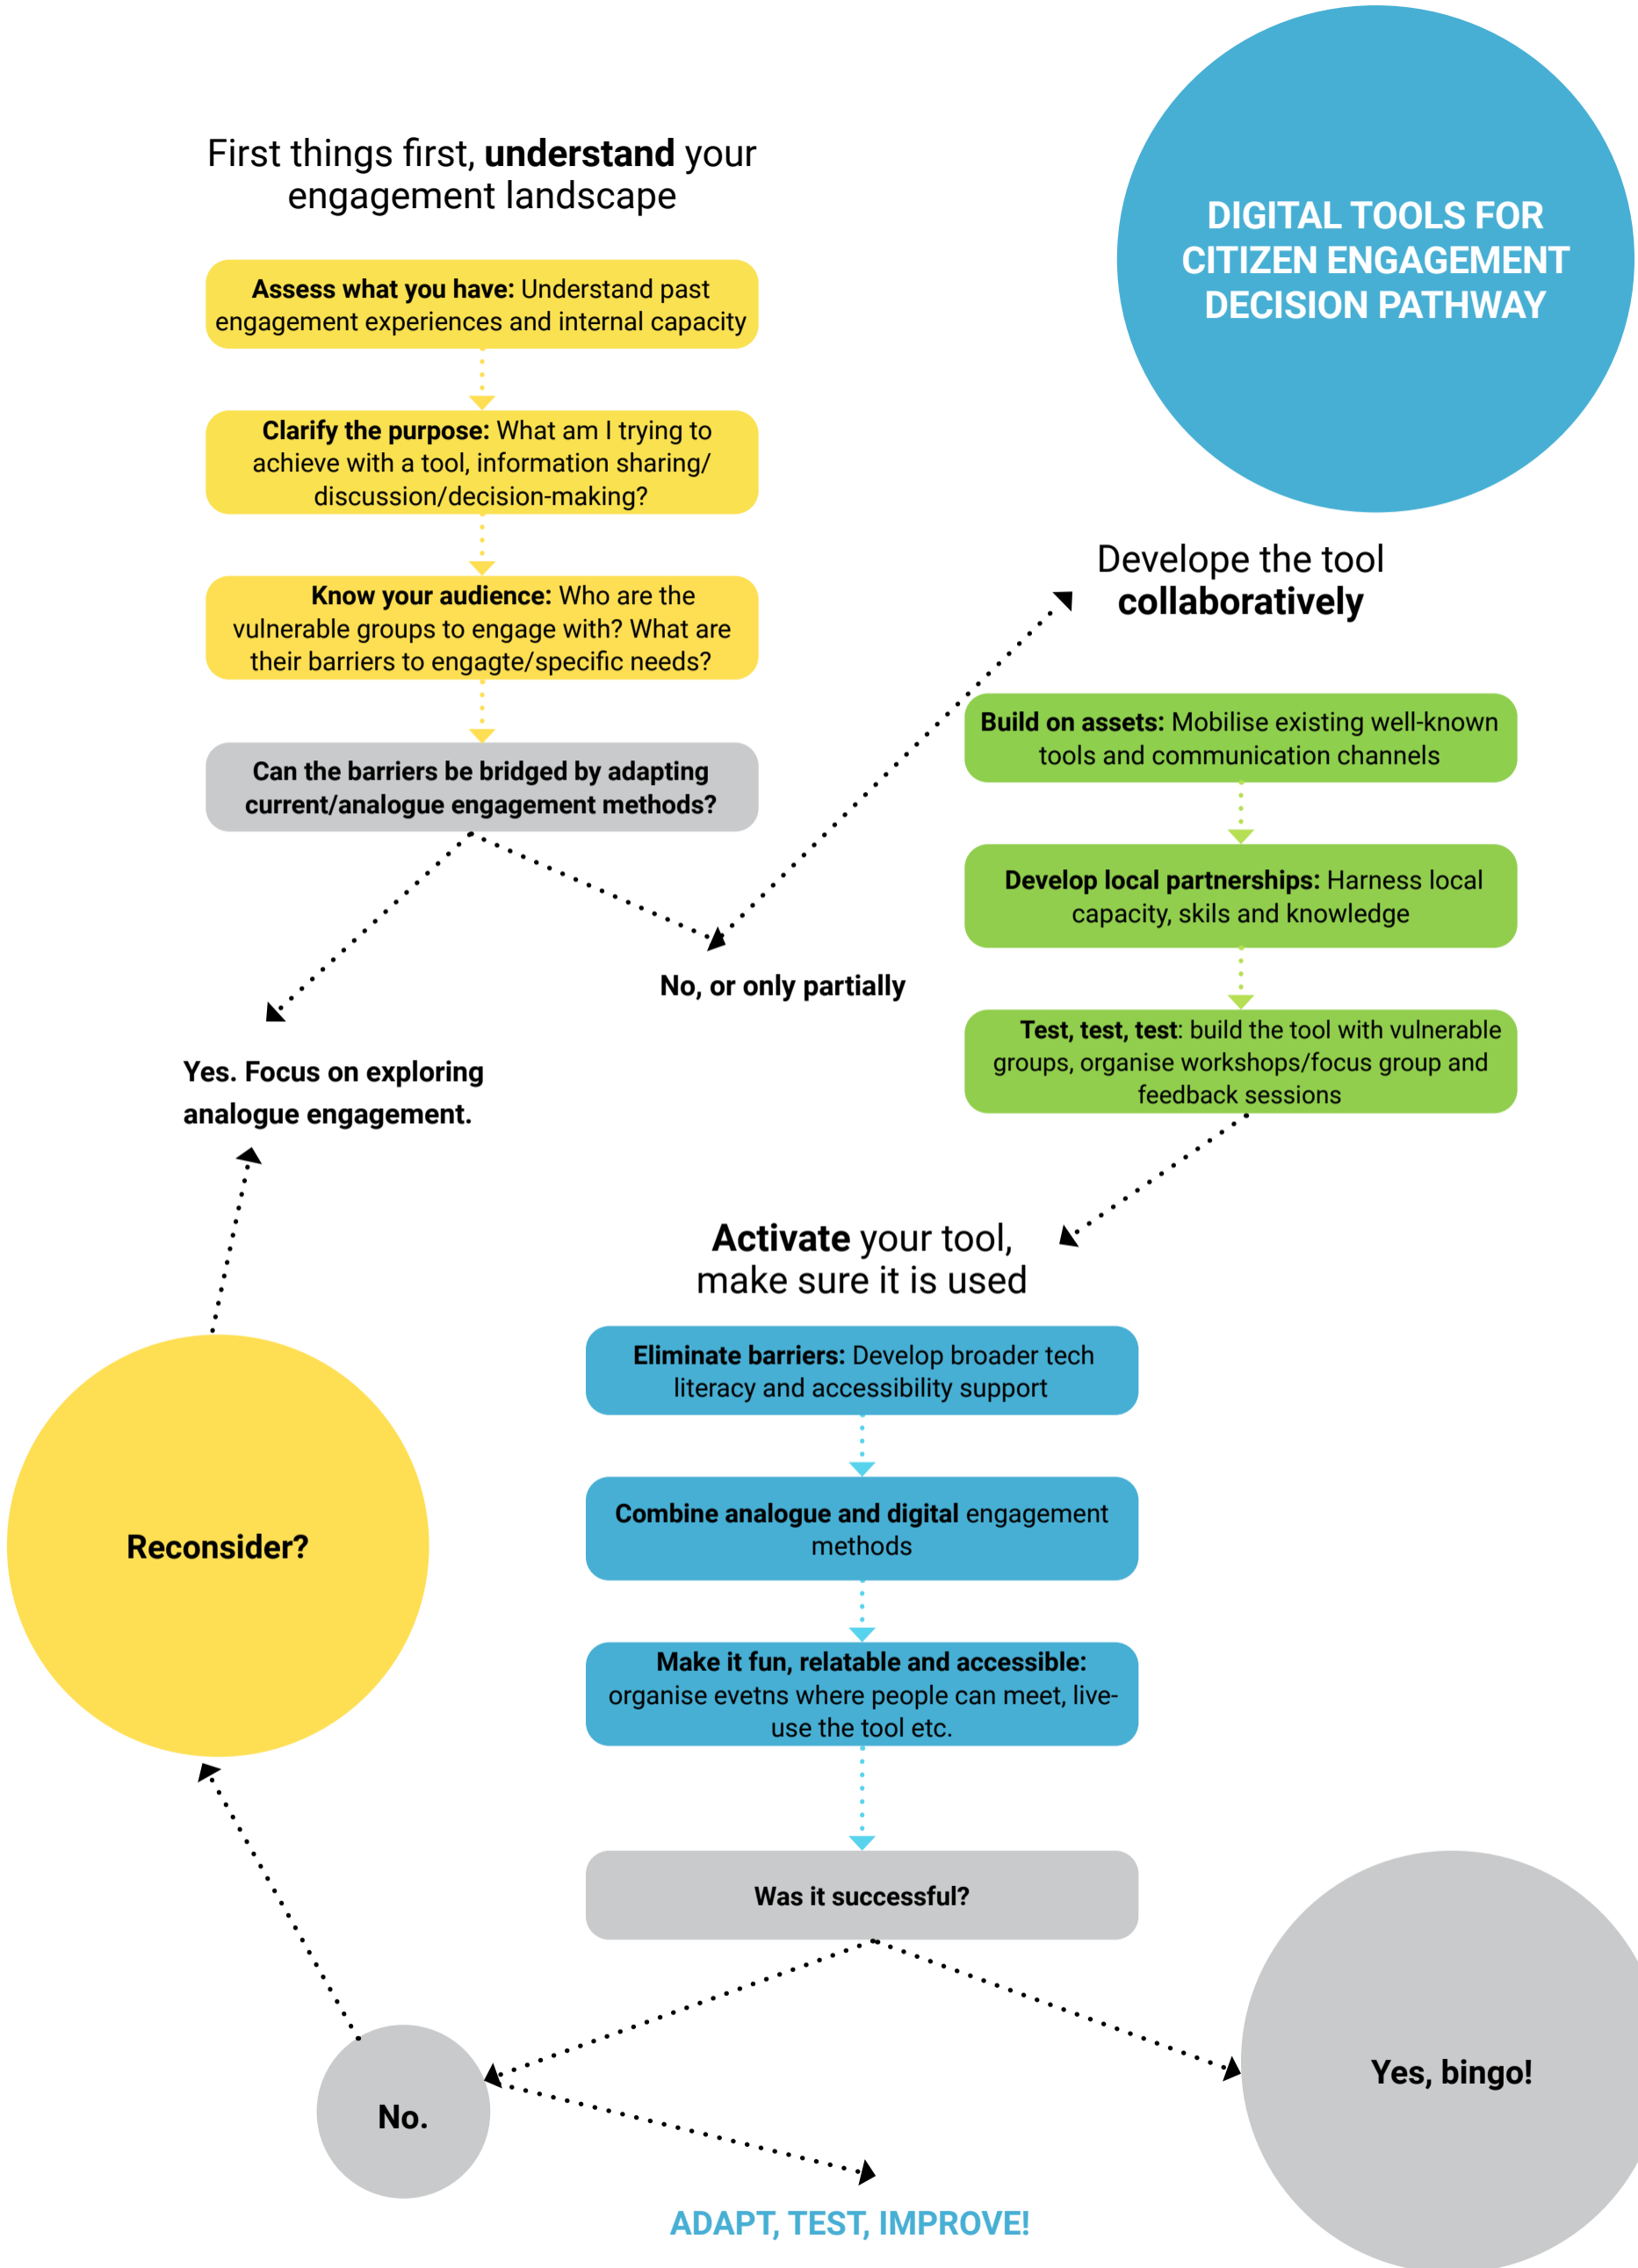 DIGITAL TOOLS FOR
CITIZEN ENGAGEMENT
DECISION PATHWAY
First things first, understand your
engagement landscape
Assess what you have: Understand past
engagement experiences and internal capacity
Clarify the purpose: What am I trying to
achieve with a tool, information sharing/
discussion/decision-making?
Know your audience: Who are the
vulnerable groups to engage with? What are
their barriers to engagte/specific needs?
Can the barriers be bridged by adapting
current/analogue engagement methods?
Yes. Focus on exploring
analogue engagement.
No, or only partially
Develope the tool
collaboratively
Build on assets: Mobilise existing well-known
tools and communication channels
Develop local partnerships: Harness local
capacity, skils and knowledge
Test, test, test: build the tool with vulnerable
groups, organise workshops/focus group and
feedback sessions
Activate your tool,
make sure it is used
Eliminate barriers: Develop broader tech
literacy and accessibility support
Combine analogue and digital engagement
methods
Make it fun, relatable and accessible:
organise evetns where people can meet, live-
use the tool etc.
Was it successful?
Reconsider?
No.
Yes, bingo!
ADAPT, TEST, IMPROVE!